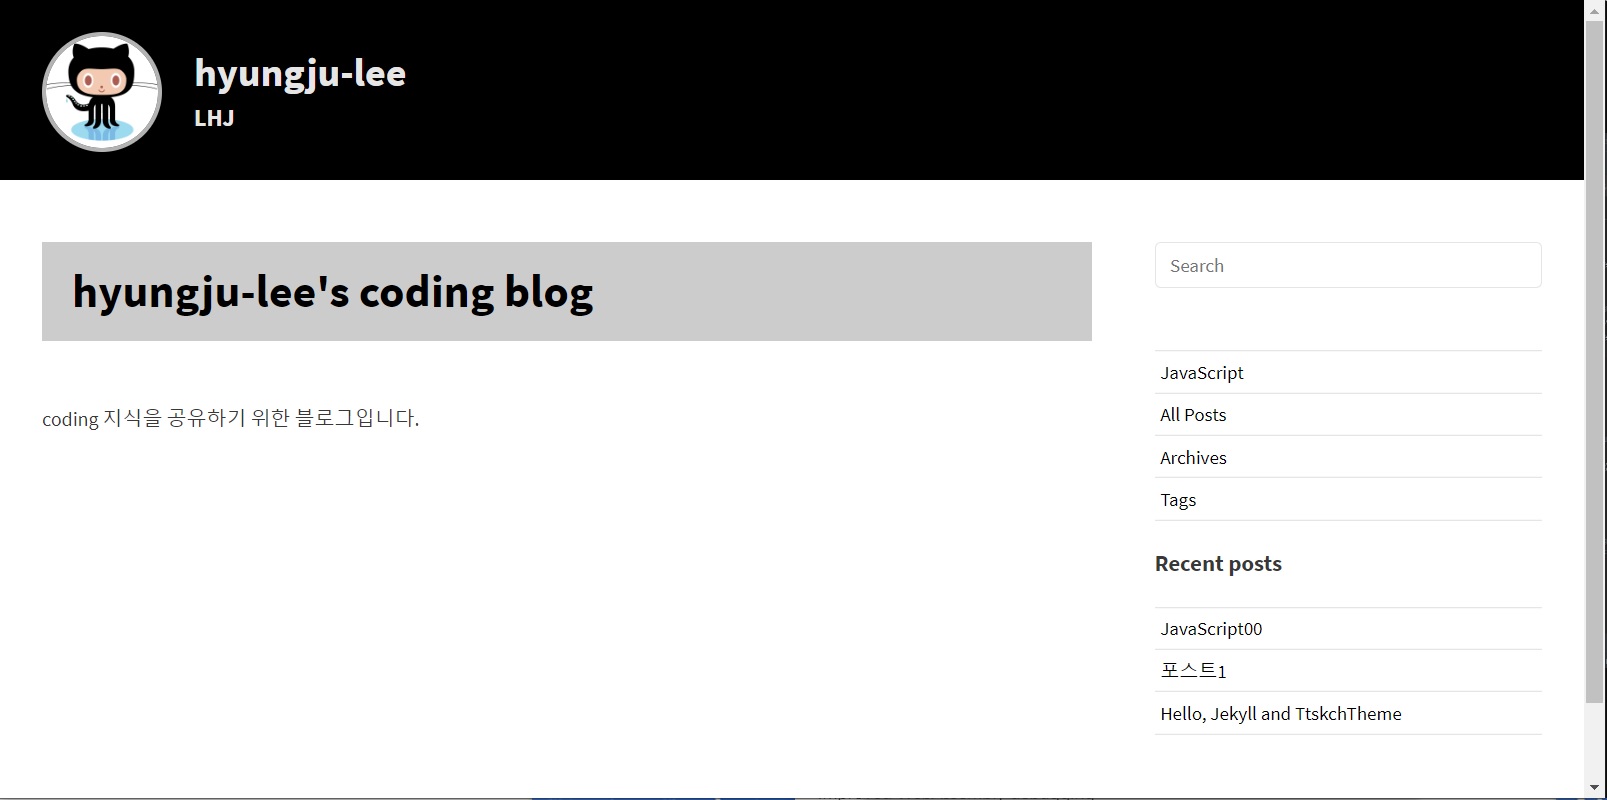 hyungju-lee
LHJ
hyungju-lee's coding blog
coding 지식을 공유하기 위한 블로그입니다.
Search
JavaScript
All Posts
Archives
Tags
Recent posts
JavaScript00
포스트1
Hello, Jekyll and TtskchTheme